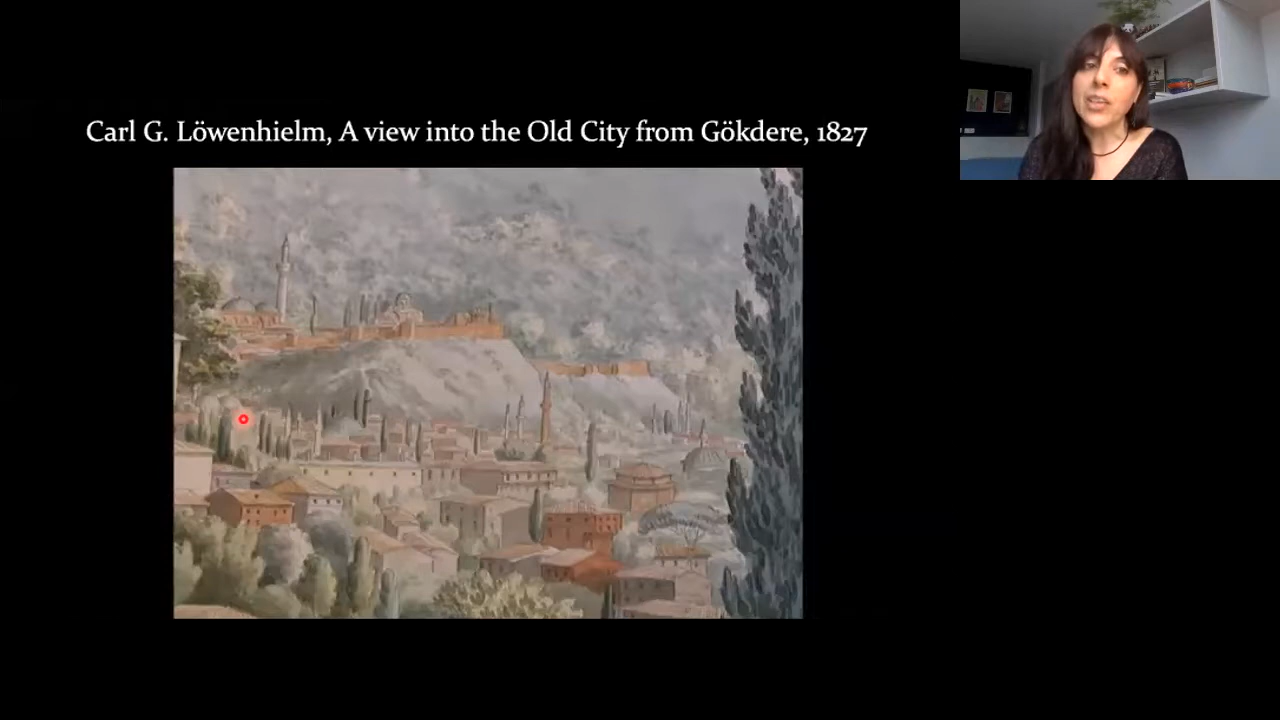 Carl G. Löwenhielm, A view into the Old City from Gökdere, 1827